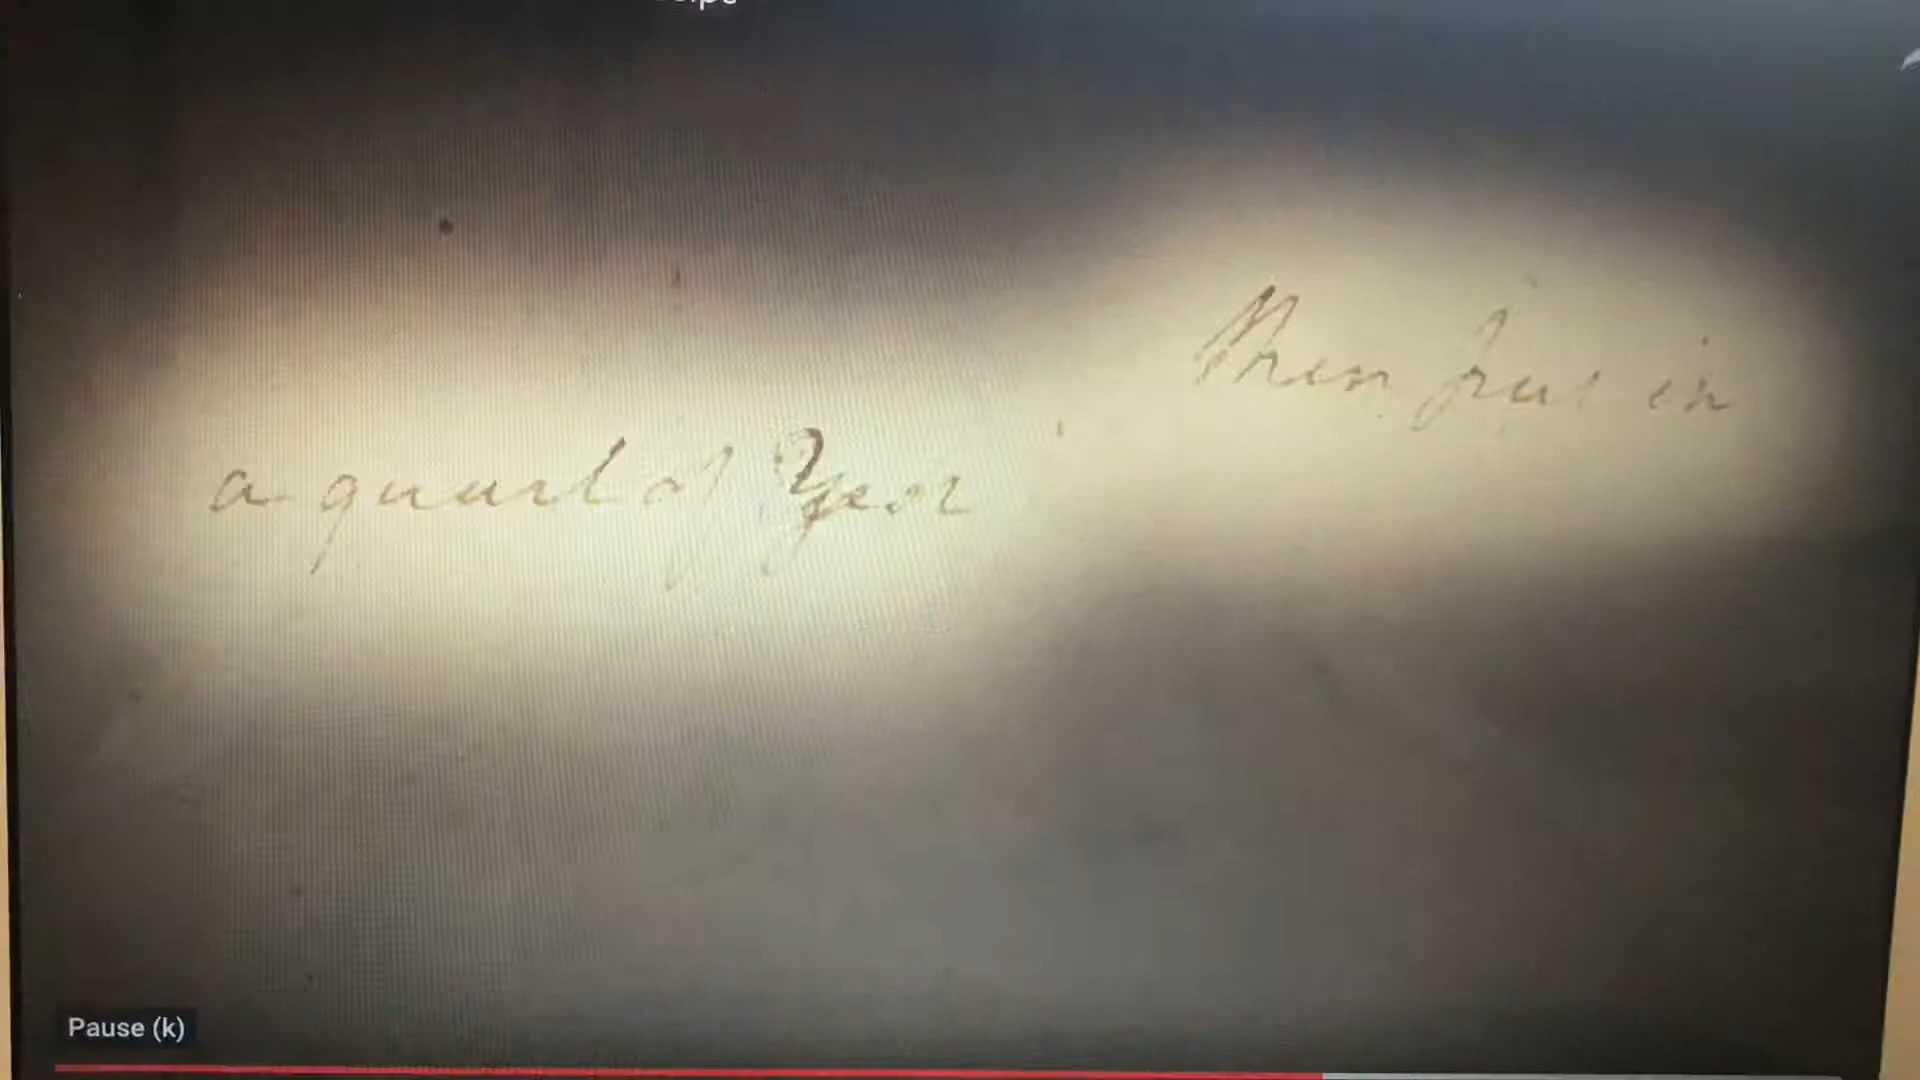 then put in
a quart of Yest
Pause (k)